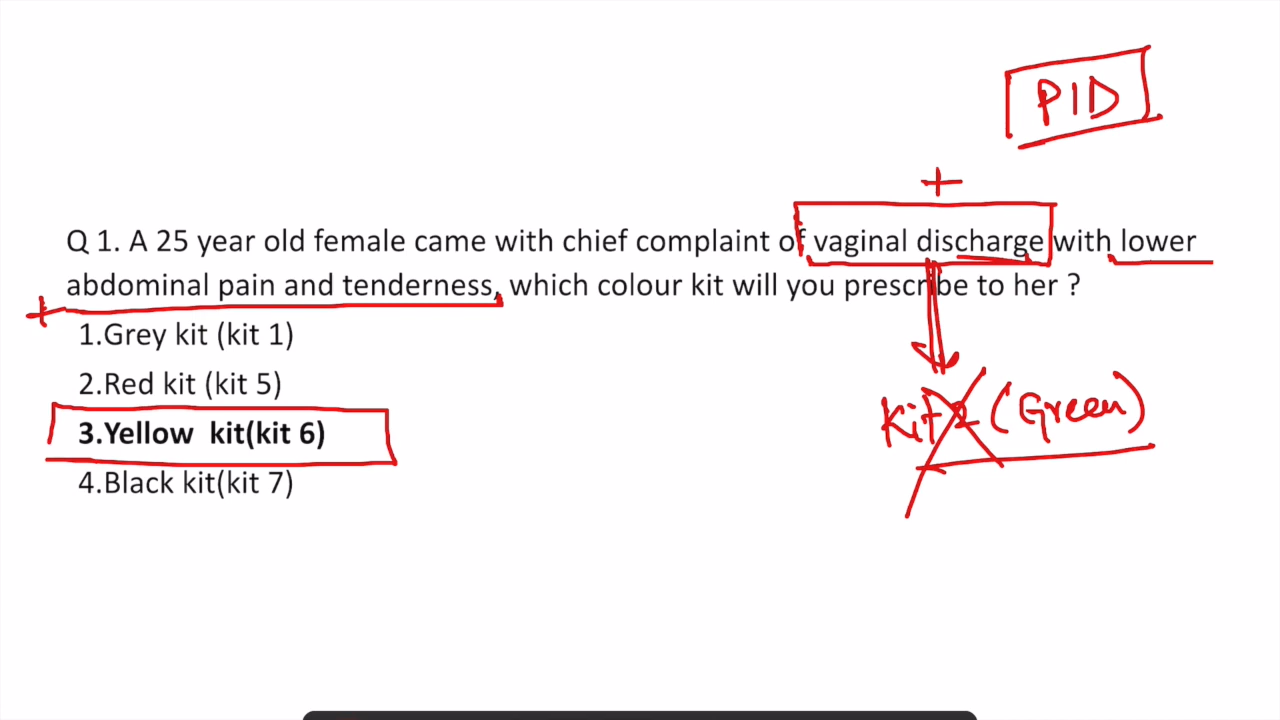 PID
+
Q 1. A 25 year old female came with chief complaint of vaginal discharge with lower
+ abdominal pain and tenderness, which colour kit will you prescribe to her ?
1.Grey kit (kit 1)
2.Red kit (kit 5)
3.Yellow kit(kit 6)
4.Black kit(kit 7)
Kit 2 (Green)